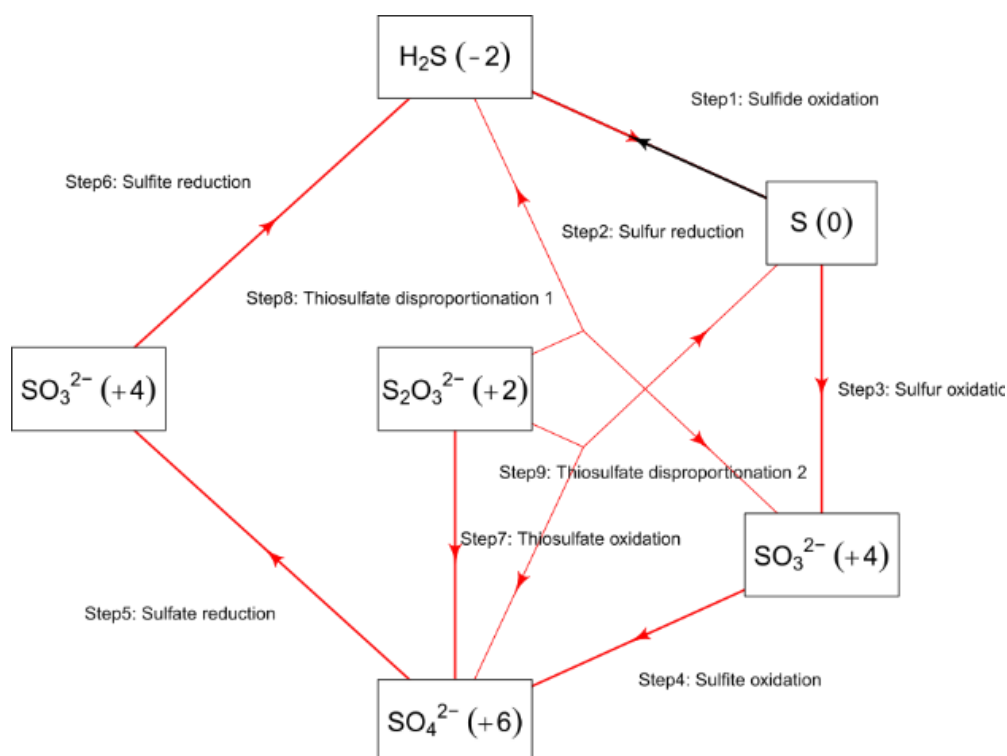 H₂S (−2)
Step1: Sulfide oxidation
Step6: Sulfite reduction
S (0)
Step2: Sulfur reduction
Step8: Thiosulfate disproportionation 1
SO₃²⁻ (+4)
S₂O₃²⁻ (+2)
Step3: Sulfur oxidatio
Step9: Thiosulfate disproportionation 2
Step7: Thiosulfate oxidation
SO₃²⁻ (+4)
Step5: Sulfate reduction
Step4: Sulfite oxidation
SO₄²⁻ (+6)